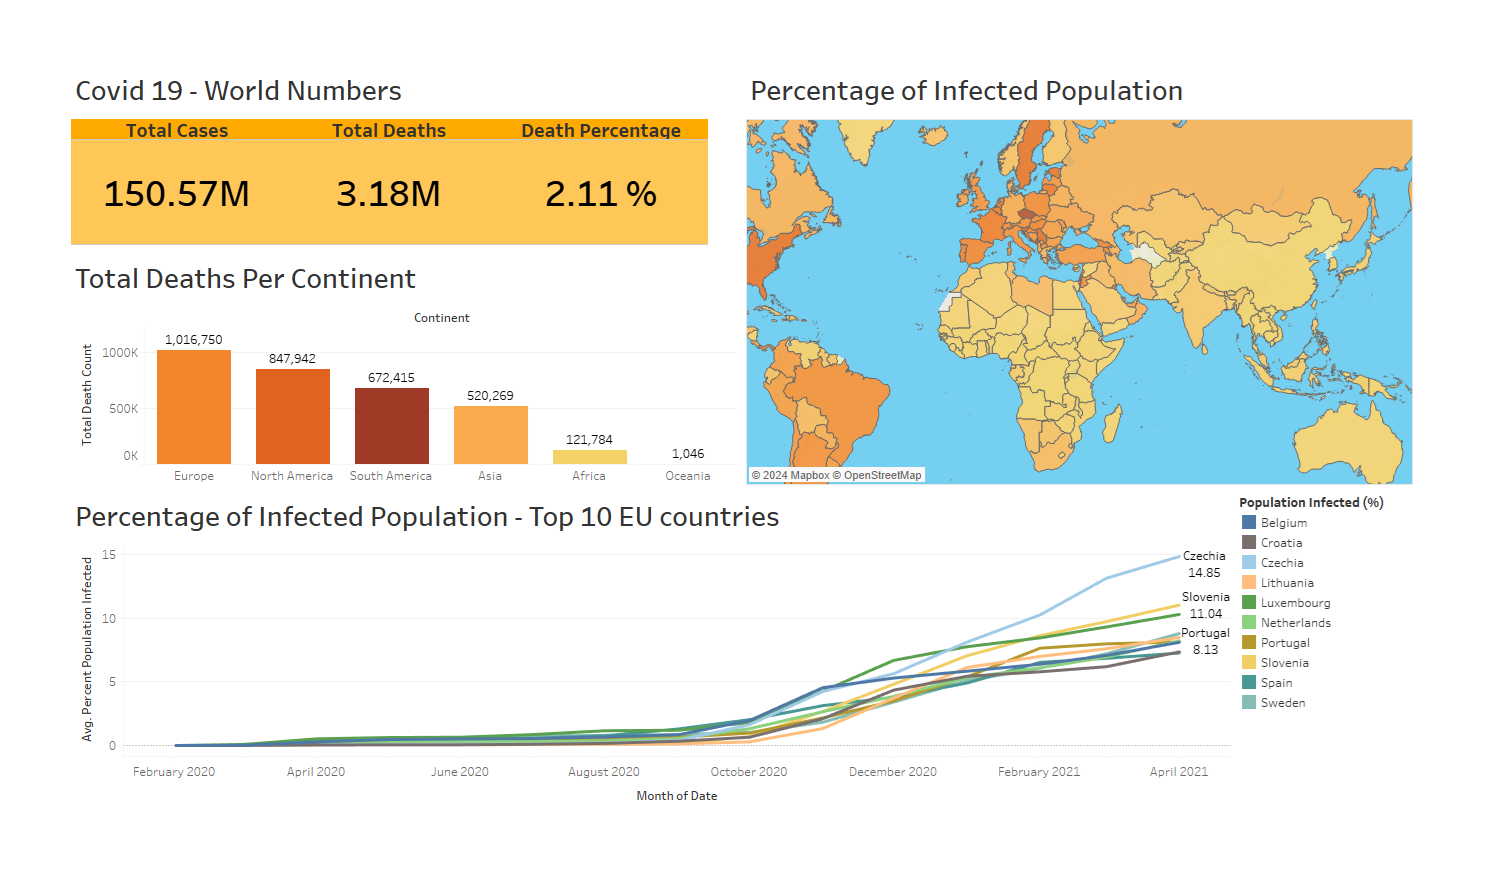 Covid 19 - World Numbers
Total Cases Total Deaths Death Percentage
150.57M 3.18M 2.11 %
Percentage of Infected Population
© 2024 Mapbox © OpenStreetMap
Total Deaths Per Continent
Continent
Total Death Count
1000K
500K
0K
1,016,750
847,942
672,415
520,269
121,784
1,046
Europe North America South America Asia Africa Oceania
Percentage of Infected Population - Top 10 EU countries
Avg. Percent Population Infected
15
10
5
0
Czechia
14.85
Slovenia
11.04
Portugal
8.13
February 2020 April 2020 June 2020 August 2020 October 2020 December 2020 February 2021 April 2021
Month of Date
Population Infected (%)
Belgium
Croatia
Czechia
Lithuania
Luxembourg
Netherlands
Portugal
Slovenia
Spain
Sweden